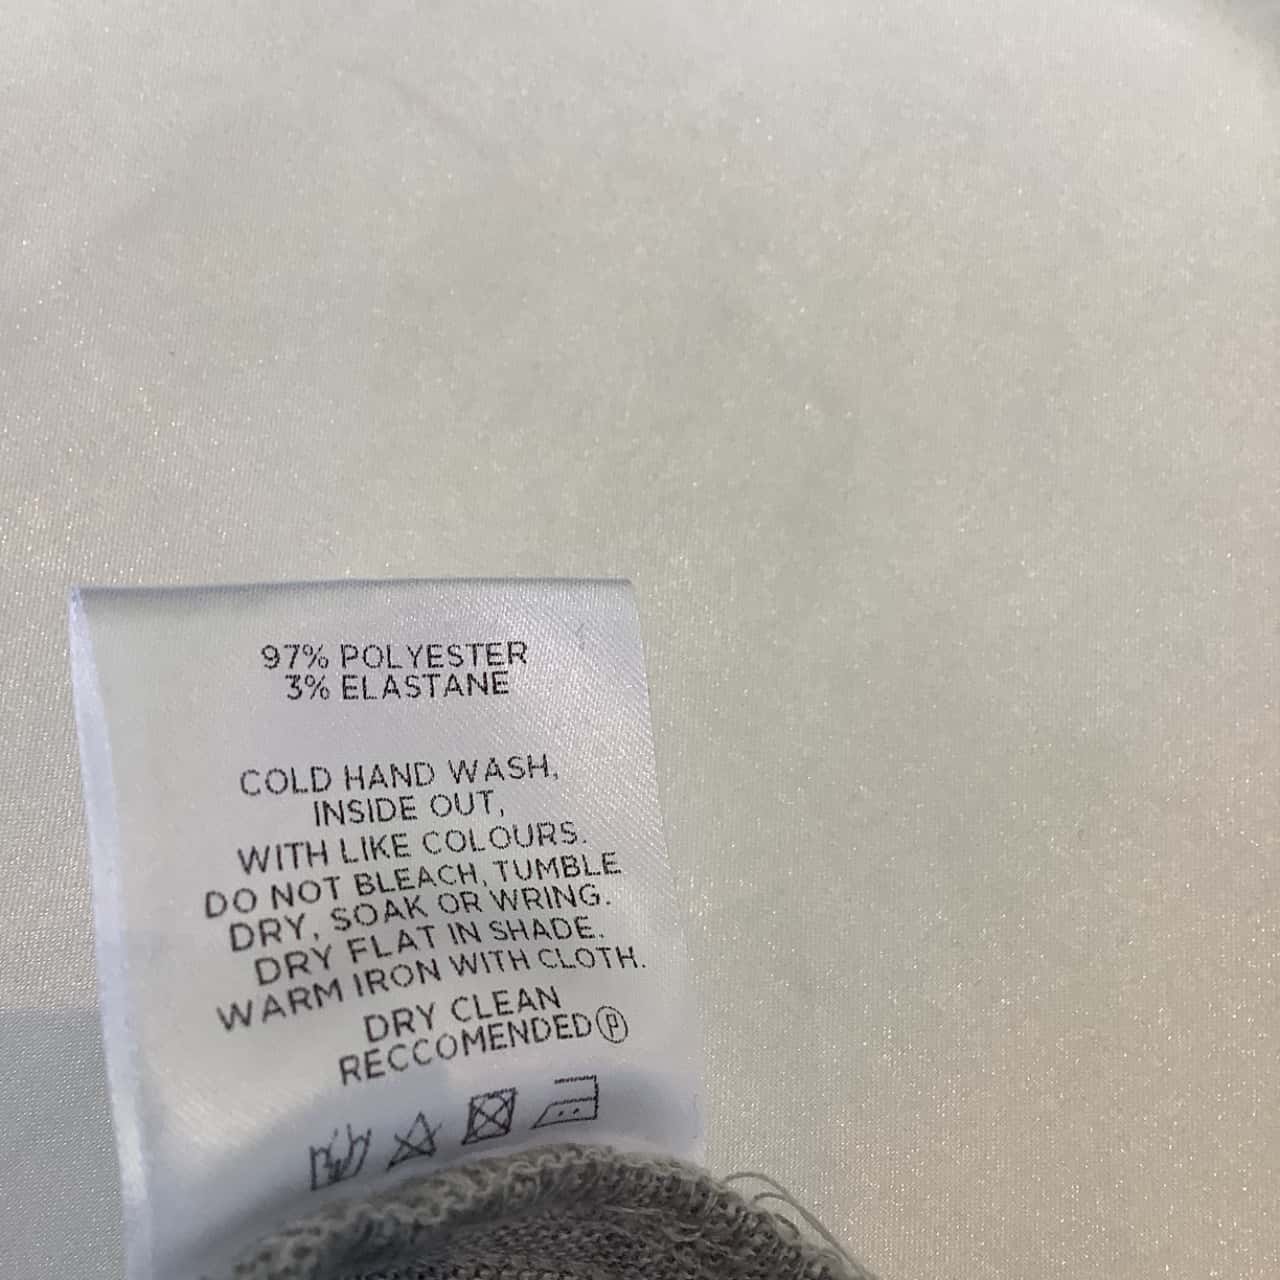 97% POLYESTER
3% ELASTANE
COLD HAND WASH,
INSIDE OUT,
WITH LIKE COLOURS.
DO NOT BLEACH, TUMBLE
DRY, SOAK OR WRING.
DRY FLAT IN SHADE.
WARM IRON WITH CLOTH.
DRY CLEAN
RECCOMENDED Ⓟ